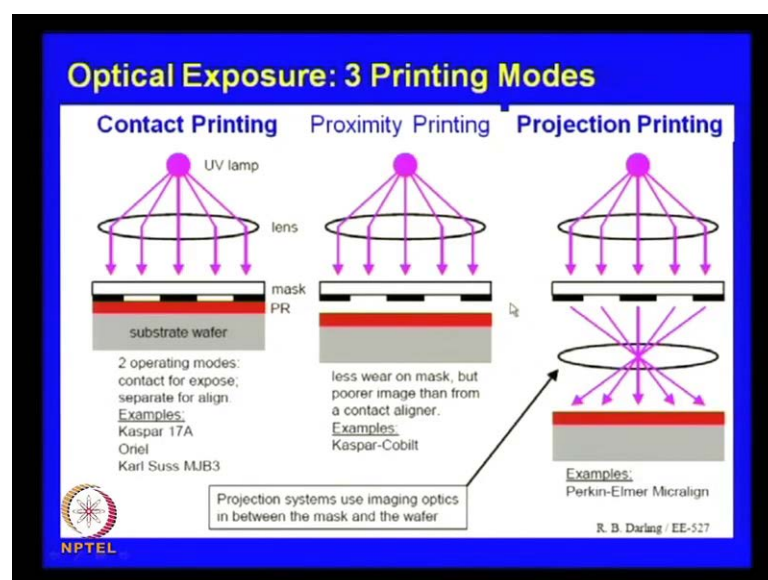 Optical Exposure: 3 Printing Modes
Contact Printing
Proximity Printing
Projection Printing
UV lamp
lens
mask
PR
substrate wafer
2 operating modes:
contact for expose;
separate for align.
Examples:
Kaspar 17A
Oriel
Karl Suss MJB3
less wear on mask, but
poorer image than from
a contact aligner.
Examples:
Kaspar-Cobilt
Projection systems use imaging optics
in between the mask and the wafer
Examples:
Perkin-Elmer Micralign
R. B. Darling / EE-527
NPTEL